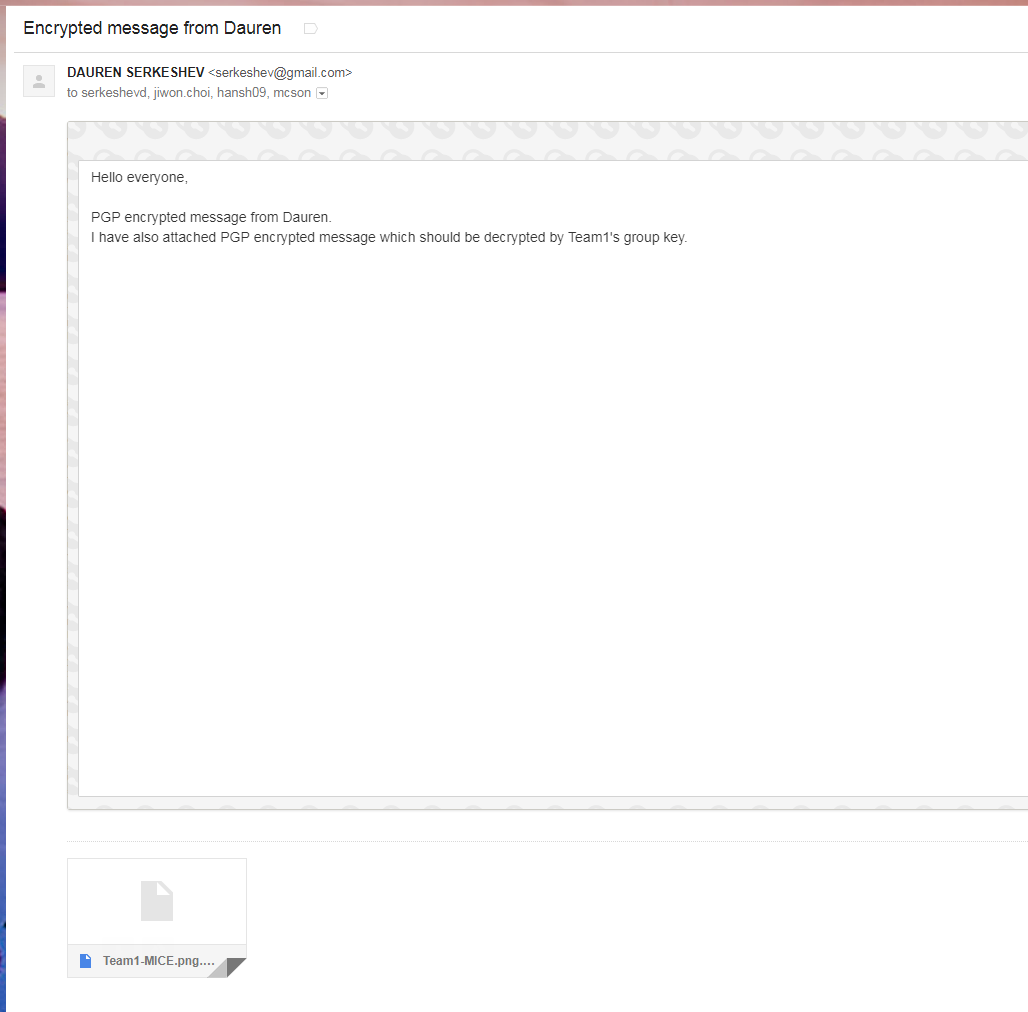 Encrypted message from Dauren
DAUREN SERKESHEV <serkeshev@gmail.com>
to serkeshevd, jiwon.choi, hansh09, mcson
Hello everyone,
PGP encrypted message from Dauren.
I have also attached PGP encrypted message which should be decrypted by Team1's group key.
Team1-MICE.png....